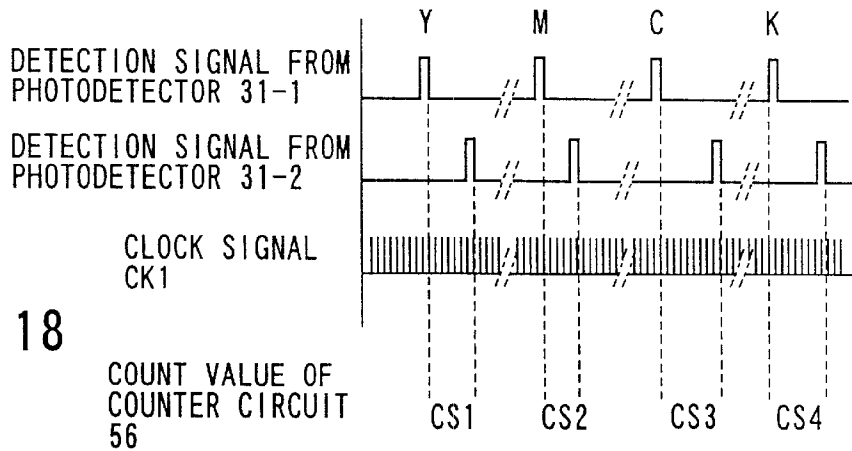 Y M C K
DETECTION SIGNAL FROM
PHOTODETECTOR 31-1
DETECTION SIGNAL FROM
PHOTODETECTOR 31-2
CLOCK SIGNAL
CK1
18
COUNT VALUE OF
COUNTER CIRCUIT
56
CS1 CS2 CS3 CS4